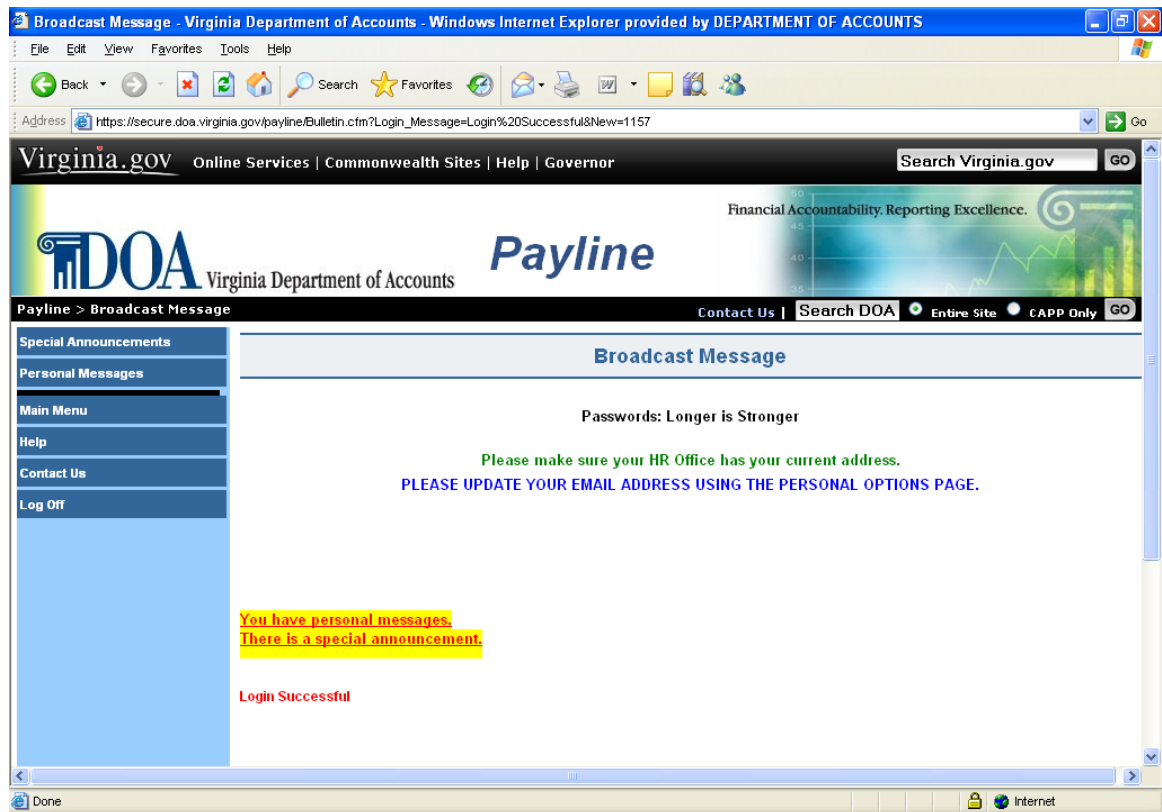 Broadcast Message - Virginia Department of Accounts - Windows Internet Explorer provided by DEPARTMENT OF ACCOUNTS
File Edit View Favorites Tools Help
Back Search Favorites
Address https://secure.doa.virginia.gov/payline/Bulletin.cfm?Login_Message=Login%20Successful&New=1157 Go
Virginia.gov Online Services | Commonwealth Sites | Help | Governor Search Virginia.gov GO
Financial Accountability. Reporting Excellence.
50
45
40
35
DOA Virginia Department of Accounts Payline
Payline > Broadcast Message Contact Us | Search DOA Entire Site CAPP Only GO
Special Announcements
Personal Messages
Main Menu
Help
Contact Us
Log Off
Broadcast Message
Passwords: Longer is Stronger
Please make sure your HR Office has your current address.
PLEASE UPDATE YOUR EMAIL ADDRESS USING THE PERSONAL OPTIONS PAGE.
You have personal messages.
There is a special announcement.
Login Successful
Done Internet